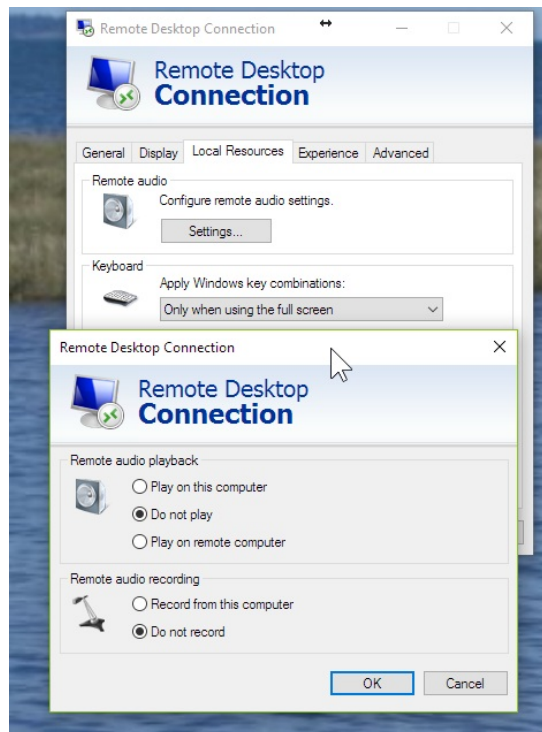 Remote Desktop Connection
Remote Desktop
Connection
General Display Local Resources Experience Advanced
Remote audio
Configure remote audio settings.
Settings...
Keyboard
Apply Windows key combinations:
Only when using the full screen
Remote Desktop Connection
Remote Desktop
Connection
Remote audio playback
Play on this computer
Do not play
Play on remote computer
Remote audio recording
Record from this computer
Do not record
OK Cancel